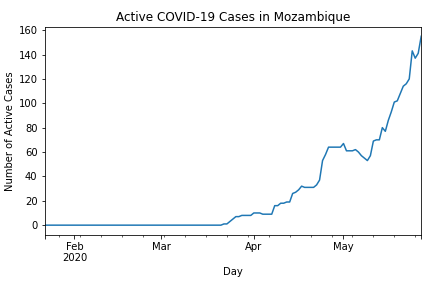 Active COVID-19 Cases in Mozambique
Number of Active Cases
160
140
120
100
80
60
40
20
0
Feb
2020
Mar
Apr
May
Day